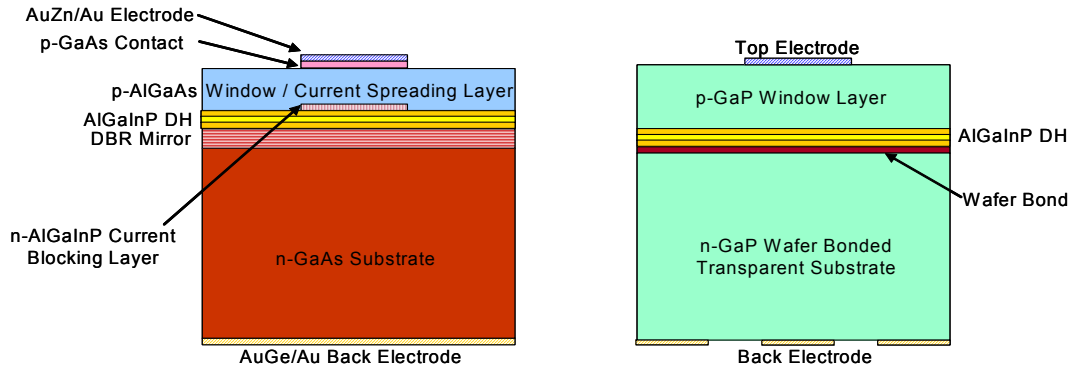 AuZn/Au Electrode
p-GaAs Contact
p-AlGaAs
Window / Current Spreading Layer
AlGaInP DH
DBR Mirror
n-AlGaInP Current
Blocking Layer
n-GaAs Substrate
AuGe/Au Back Electrode
Top Electrode
p-GaP Window Layer
AlGaInP DH
Wafer Bond
n-GaP Wafer Bonded
Transparent Substrate
Back Electrode